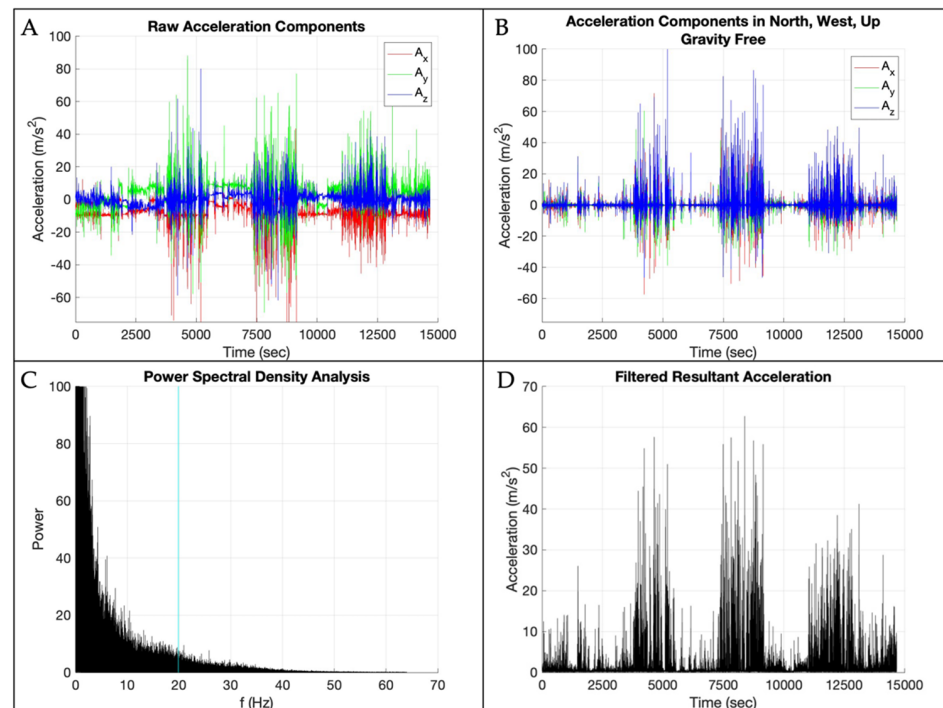 A
Raw Acceleration Components
Acceleration (m/s²)
100
80
60
40
20
0
-20
-40
-60
0 2500 5000 7500 10000 12500 15000
Time (sec)
Aₓ
A_y
A_z
B
Acceleration Components in North, West, Up
Gravity Free
Acceleration (m/s²)
100
80
60
40
20
0
-20
-40
-60
0 2500 5000 7500 10000 12500 15000
Time (sec)
Aₓ
A_y
A_z
C
Power Spectral Density Analysis
Power
100
80
60
40
20
0
0 10 20 30 40 50 60 70
f (Hz)
D
Filtered Resultant Acceleration
Acceleration (m/s²)
70
60
50
40
30
20
10
0
0 2500 5000 7500 10000 12500 15000
Time (sec)